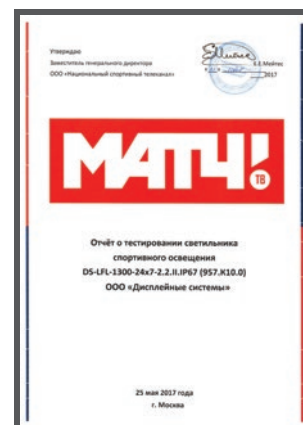 Утверждаю
Заместитель генерального директора
ООО «Национальный спортивный телеканал»
Б.Е.Мейтес
2017
МАТЧ!
ТВ
Отчёт о тестировании светильника
спортивного освещения
DS-LFL-1300-24x7-2.2.II.IP67 (957.K10.0)
ООО «Дисплейные системы»
25 мая 2017 года
г. Москва